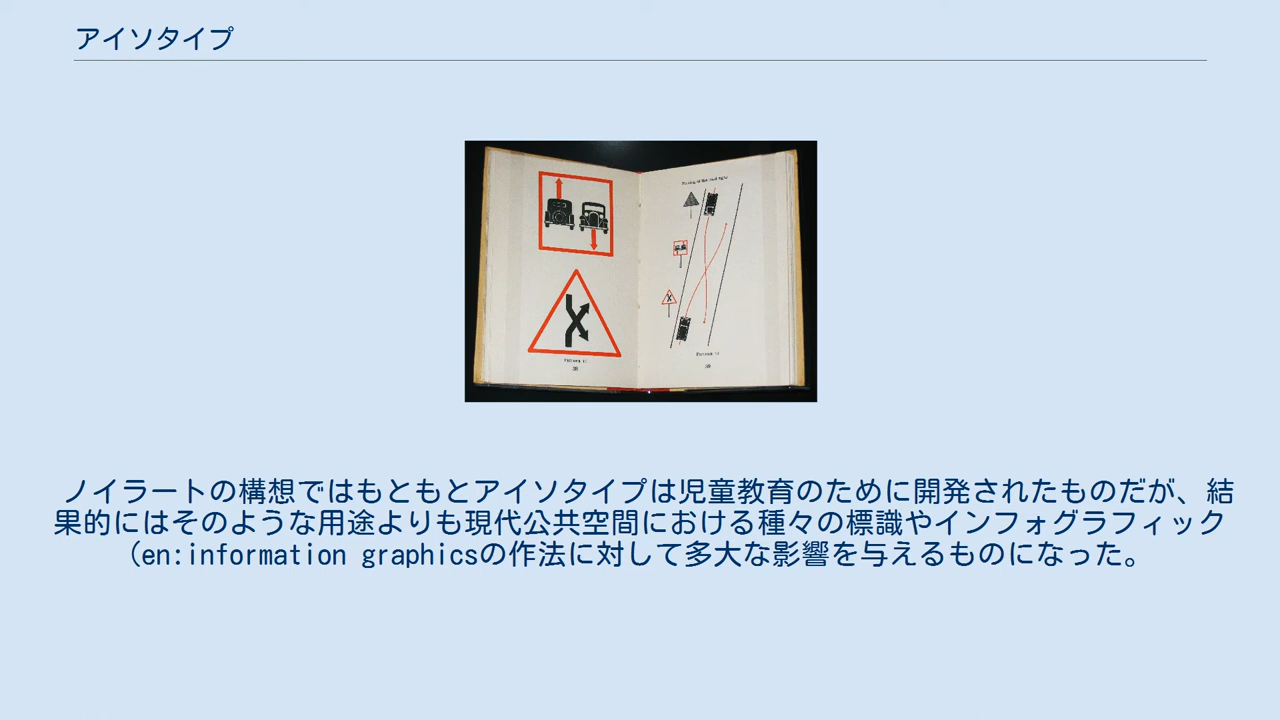 アイソタイプ
38
39
ノイラートの構想ではもともとアイソタイプは児童教育のために開発されたものだが、結
果的にはそのような用途よりも現代公共空間における種々の標識やインフォグラフィック
（en:information graphicsの作法に対して多大な影響を与えるものになった。